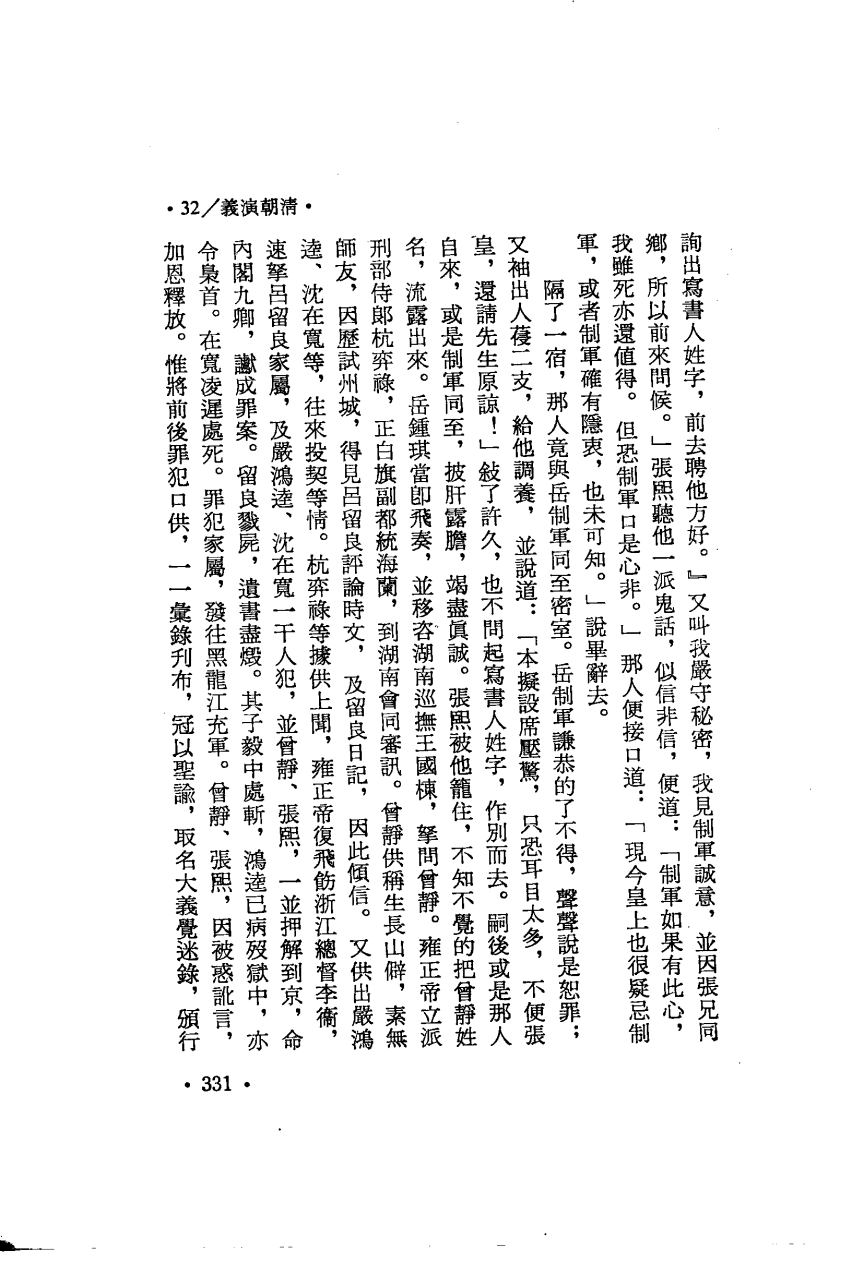 •32／義演朝清•
詢出寫書人姓字，前去聘他方好。』又叫我嚴守秘密，我見制軍誠意，並因張兄同
鄉，所以前來問候。」張熙聽他一派鬼話，似信非信，便道：「制軍如果有此心，
我雖死亦還值得。但恐制軍口是心非。」那人便接口道：「現今皇上也很疑忌制
軍，或者制軍確有隱衷，也未可知。」說畢辭去。
隔了一宿，那人竟與岳制軍同至密室。岳制軍謙恭的了不得，聲聲說是恕罪；
又袖出人葠二支，給他調養，並說道：「本擬設席壓驚，只恐耳目太多，不便張
皇，還請先生原諒！」敍了許久，也不問起寫書人姓字，作別而去。嗣後或是那人
自來，或是制軍同至，披肝露膽，竭盡眞誠。張熙被他籠住，不知不覺的把曾靜姓
名，流露出來。岳鍾琪當卽飛奏，並移咨湖南巡撫王國棟，拏問曾靜。雍正帝立派
刑部侍郎杭弈祿，正白旗副都統海蘭，到湖南會同審訊。曾靜供稱生長山僻，素無
師友，因歷試州城，得見呂留良評論時文，及留良日記，因此傾信。又供出嚴鴻
逵、沈在寬等，往來投契等情。杭弈祿等據供上聞，雍正帝復飛飭浙江總督李衞，
速拏呂留良家屬，及嚴鴻逵、沈在寬一干人犯，並曾靜、張熙，一並押解到京，命
內閣九卿，讞成罪案。留良戮屍，遺書盡燬。其子毅中處斬，鴻逵已病歿獄中，亦
令梟首。在寬凌遲處死。罪犯家屬，發往黑龍江充軍。曾靜、張熙，因被惑訛言，
加恩釋放。惟將前後罪犯口供，一一彙錄刋布，冠以聖諭，取名大義覺迷錄，頒行
•331•